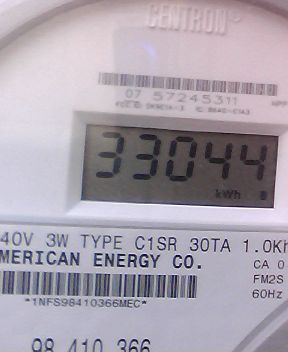 CENTRON®
07 57245311
33044
kWh
40V 3W TYPE C1SR 30TA 1.0Kh
MERICAN ENERGY CO.
CA 0
FM2S
60Hz
*1NFS98410366MEC*
98 410 366